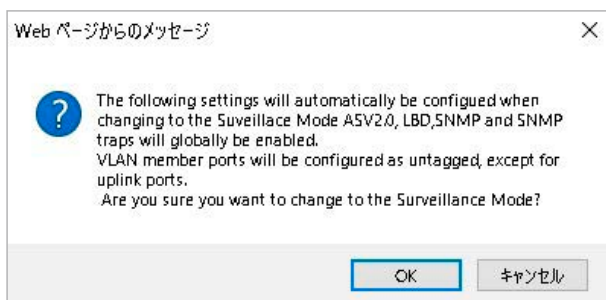 Web ページからのメッセージ
The following settings will automatically be configued when
changing to the Suveillace Mode ASV2.0, LBD,SNMP and SNMP
traps will globally be enabled.
VLAN member ports will be configured as untagged, except for
uplink ports.
Are you sure you want to change to the Surveillance Mode?
OK
キャンセル